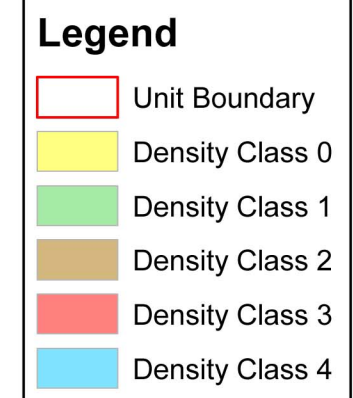 Legend
Unit Boundary
Density Class 0
Density Class 1
Density Class 2
Density Class 3
Density Class 4